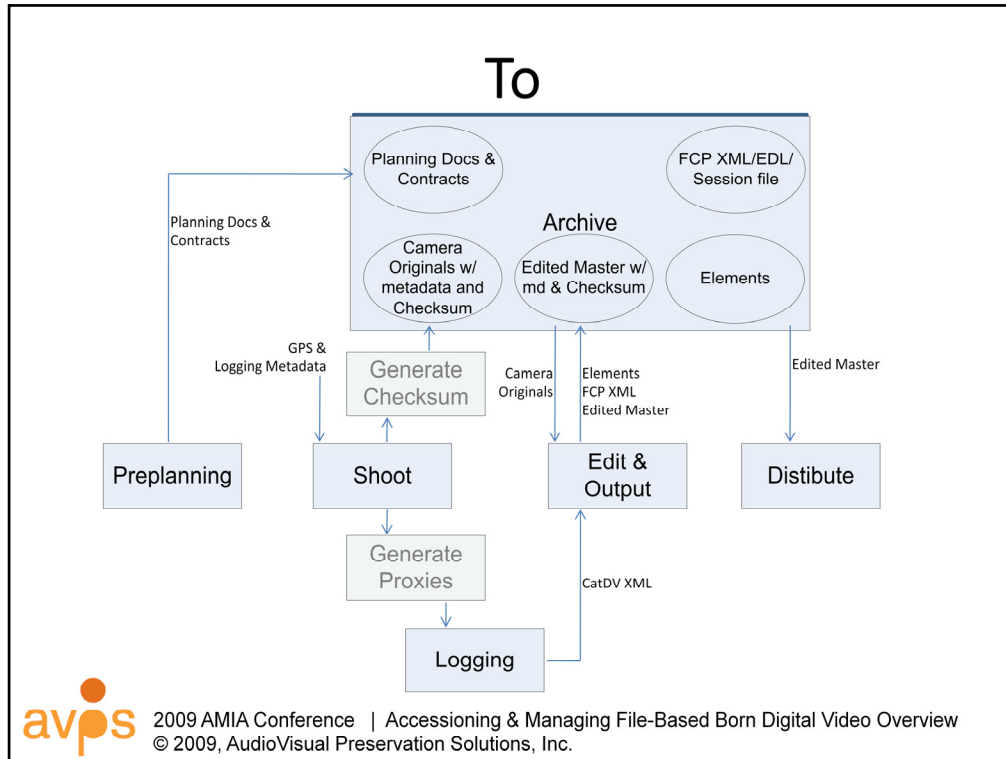 To
Planning Docs &
Contracts
FCP XML/EDL/
Session file
Archive
Camera
Originals w/
metadata and
Checksum
Edited Master w/
md & Checksum
Elements
Planning Docs &
Contracts
GPS &
Logging Metadata
Generate
Checksum
Camera
Originals
Elements
FCP XML
Edited Master
Edited Master
Preplanning
Shoot
Edit &
Output
Distibute
Generate
Proxies
CatDV XML
Logging
avps
2009 AMIA Conference | Accessioning & Managing File-Based Born Digital Video Overview
© 2009, AudioVisual Preservation Solutions, Inc.